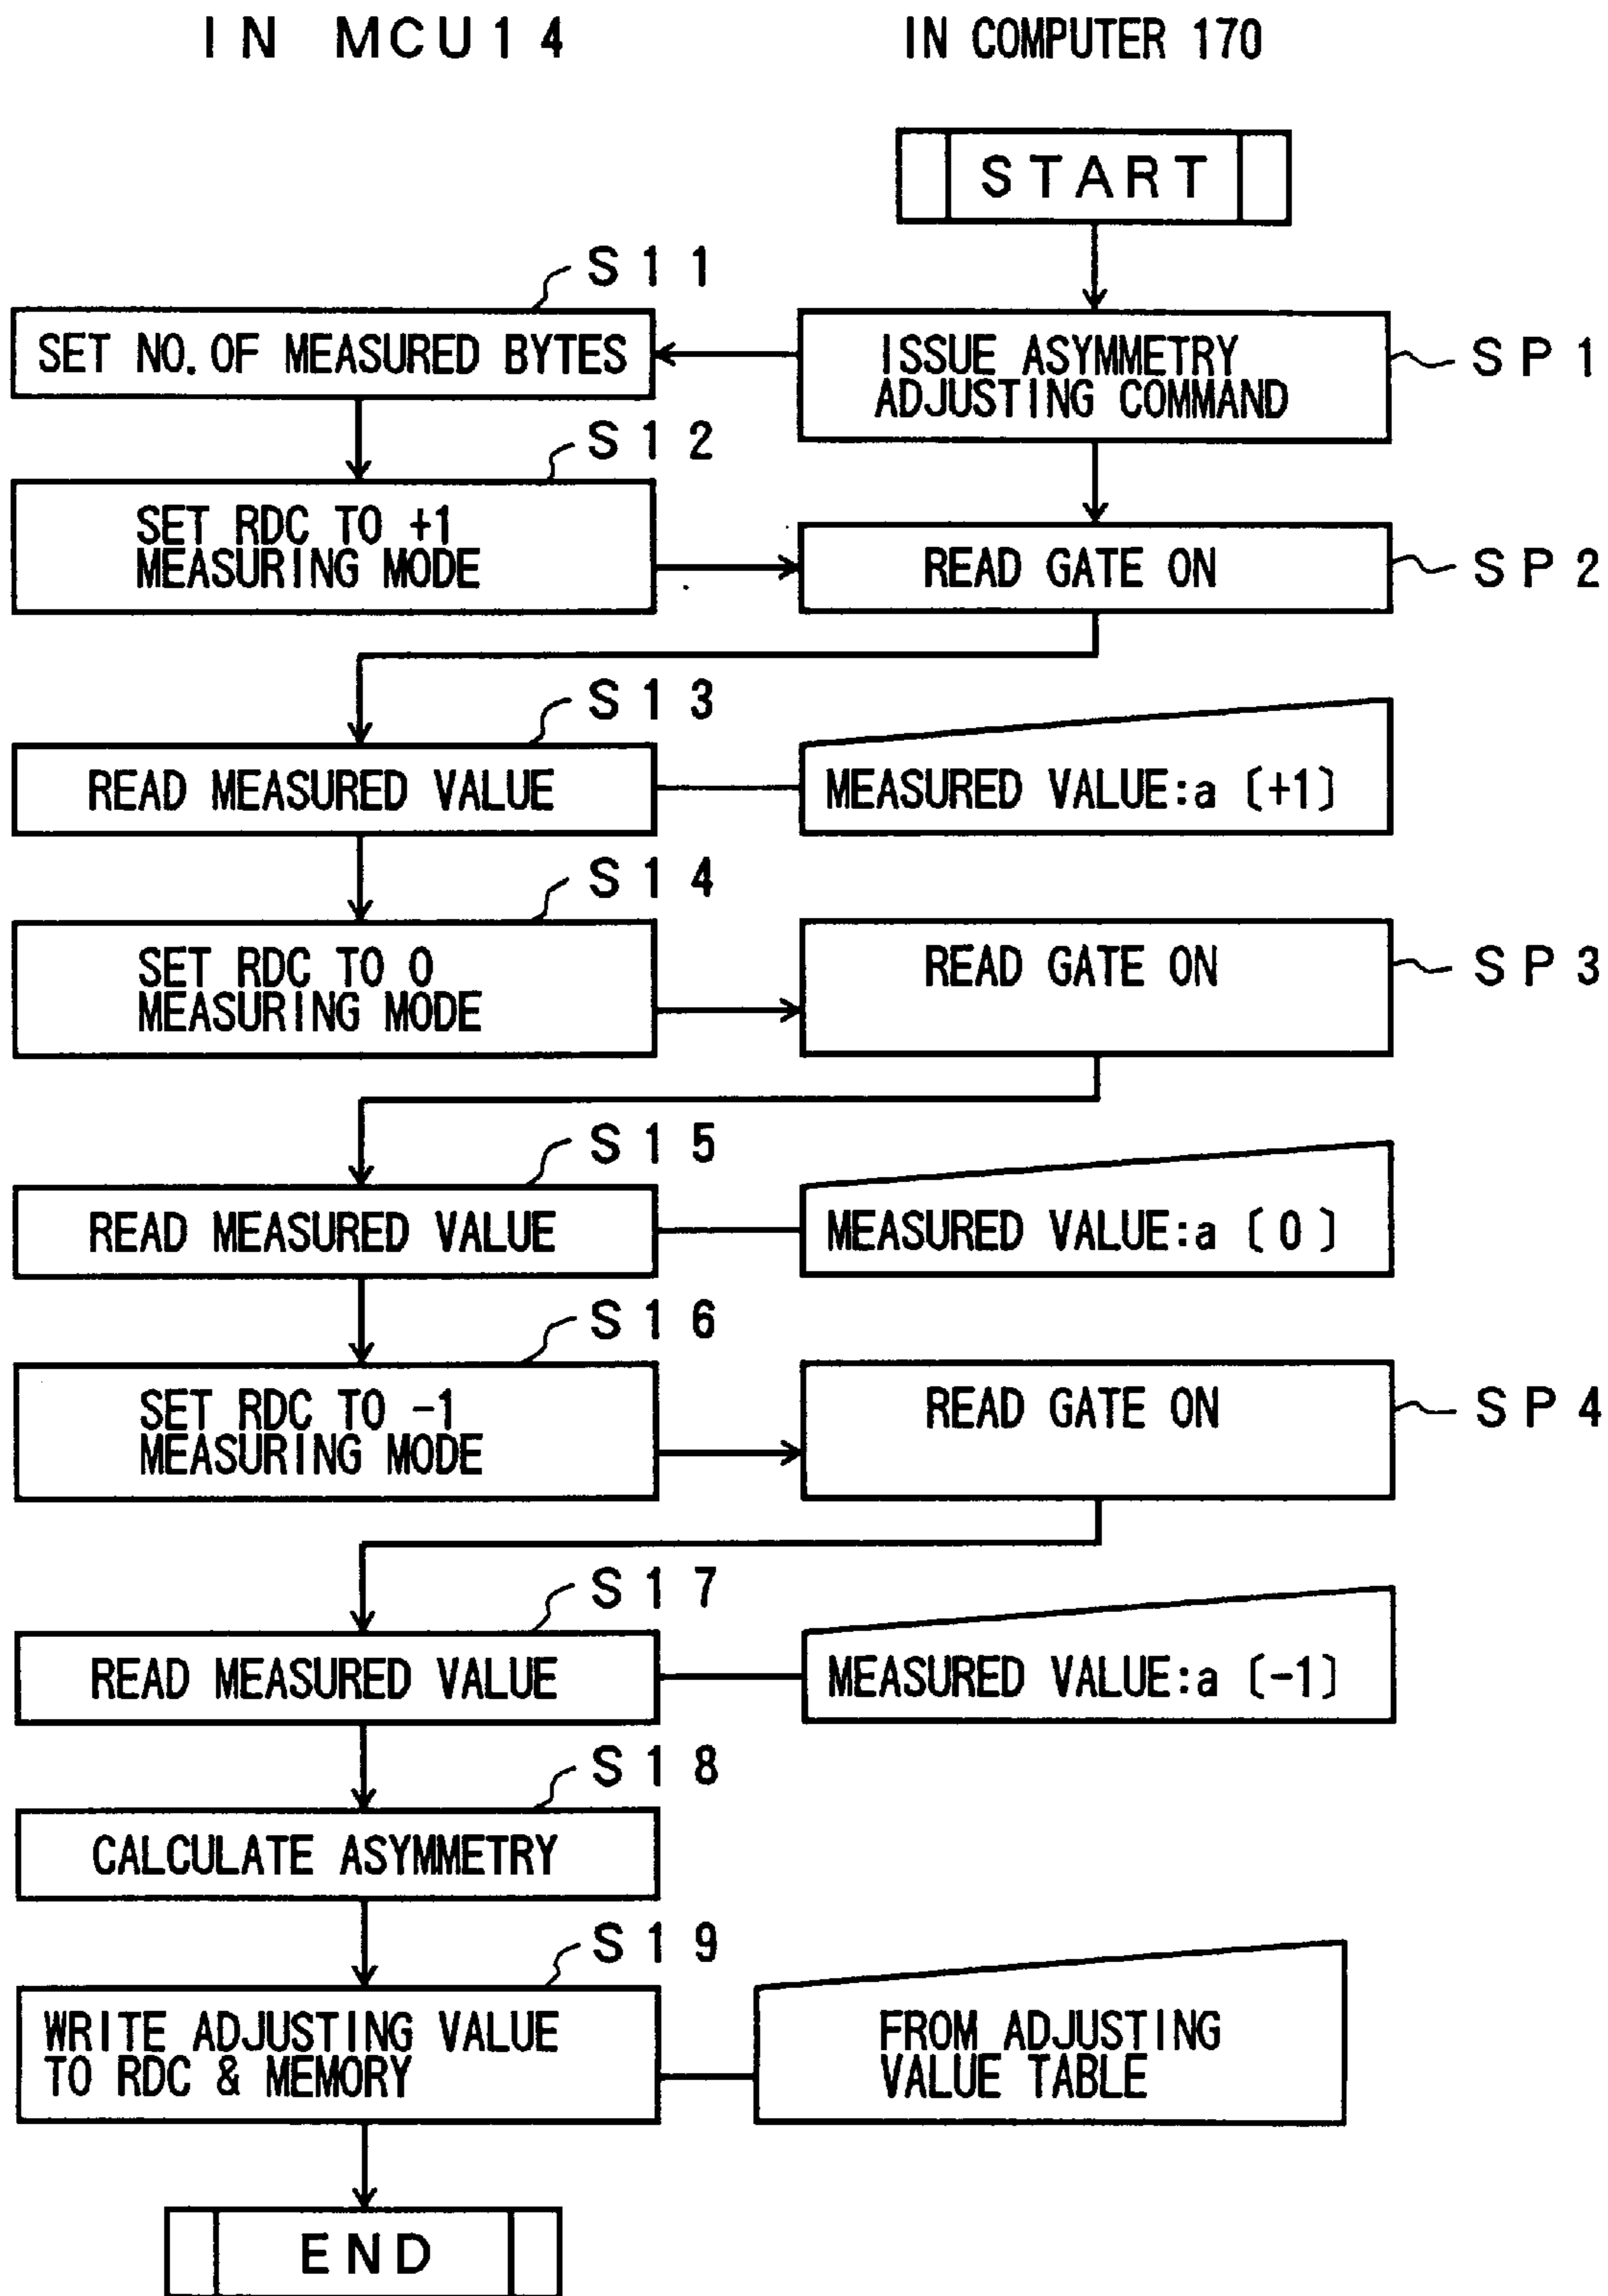 IN MCU14
IN COMPUTER 170
START
S11
SET NO. OF MEASURED BYTES
ISSUE ASYMMETRY
ADJUSTING COMMAND
SP1
S12
SET RDC TO +1
MEASURING MODE
READ GATE ON
SP2
S13
READ MEASURED VALUE
MEASURED VALUE:a [+1]
S14
SET RDC TO 0
MEASURING MODE
READ GATE ON
SP3
S15
READ MEASURED VALUE
MEASURED VALUE:a [0]
S16
SET RDC TO -1
MEASURING MODE
READ GATE ON
SP4
S17
READ MEASURED VALUE
MEASURED VALUE:a [-1]
S18
CALCULATE ASYMMETRY
S19
WRITE ADJUSTING VALUE
TO RDC & MEMORY
FROM ADJUSTING
VALUE TABLE
END